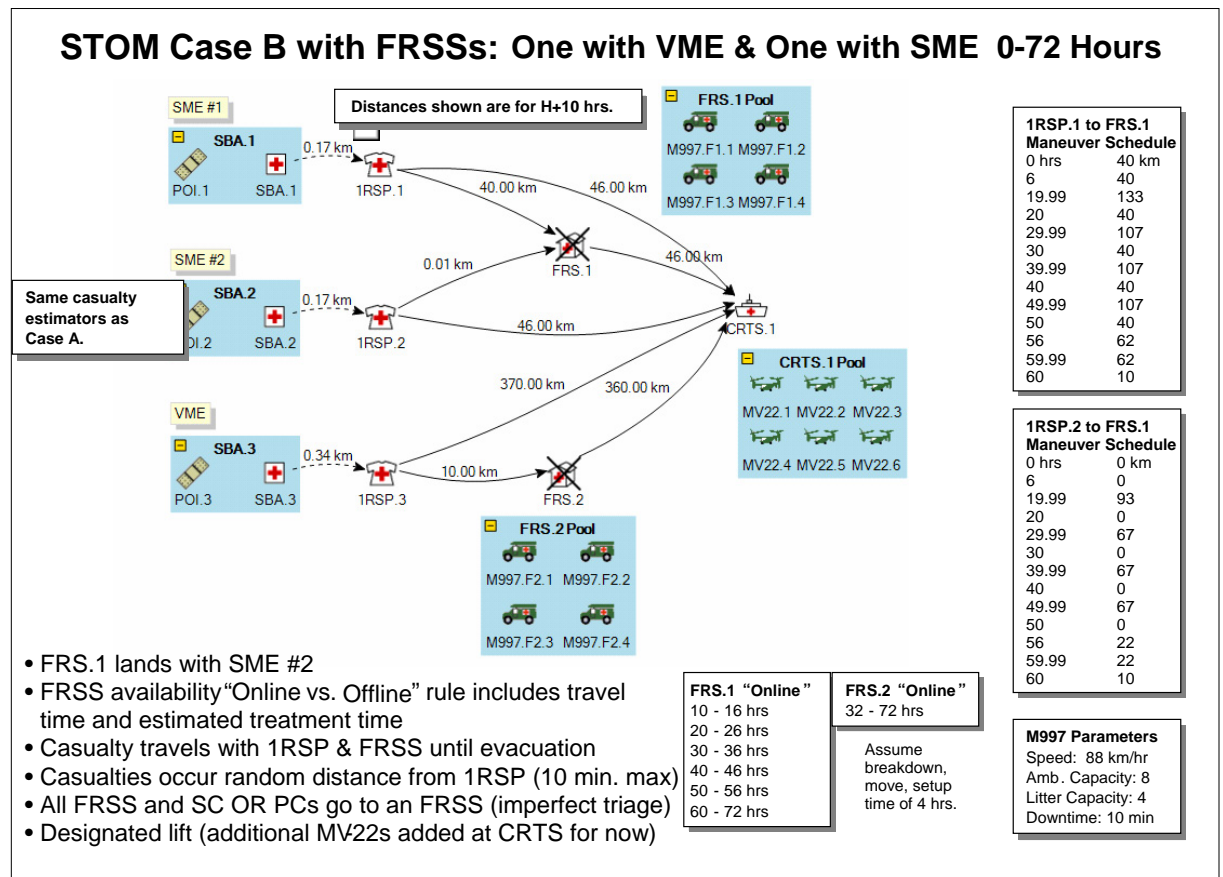 STOM Case B with FRSSs: One with VME & One with SME 0-72 Hours
SME #1
Distances shown are for H+10 hrs.
SBA.1
POI.1
SBA.1
0.17 km
1RSP.1
40.00 km
46.00 km
FRS.1 Pool
M997.F1.1 M997.F1.2
M997.F1.3 M997.F1.4
SME #2
Same casualty
estimators as
Case A.
SBA.2
SBA.2
0.17 km
1RSP.2
0.01 km
46.00 km
FRS.1
46.00 km
CRTS.1
CRTS.1 Pool
MV22.1 MV22.2 MV22.3
MV22.4 MV22.5 MV22.6
VME
SBA.3
POI.3
SBA.3
0.34 km
1RSP.3
370.00 km
360.00 km
10.00 km
FRS.2
FRS.2 Pool
M997.F2.1 M997.F2.2
M997.F2.3 M997.F2.4
1RSP.1 to FRS.1
Maneuver Schedule
0 hrs 40 km
6 40
19.99 133
20 40
29.99 107
30 40
39.99 107
40 40
49.99 107
50 40
56 62
59.99 62
60 10
1RSP.2 to FRS.1
Maneuver Schedule
0 hrs 0 km
6 0
19.99 93
20 0
29.99 67
30 0
39.99 67
40 0
49.99 67
50 0
56 22
59.99 22
60 10
• FRS.1 lands with SME #2
• FRSS availability “Online vs. Offline” rule includes travel
time and estimated treatment time
• Casualty travels with 1RSP & FRSS until evacuation
• Casualties occur random distance from 1RSP (10 min. max)
• All FRSS and SC OR PCs go to an FRSS (imperfect triage)
• Designated lift (additional MV-22s added at CRTS for now)
FRS.1 “Online”
10 - 16 hrs
20 - 26 hrs
30 - 36 hrs
40 - 46 hrs
50 - 56 hrs
60 - 72 hrs
FRS.2 “Online”
32 - 72 hrs
Assume
breakdown,
move, setup
time of 4 hrs.
M997 Parameters
Speed: 88 km/hr
Amb. Capacity: 8
Litter Capacity: 4
Downtime: 10 min